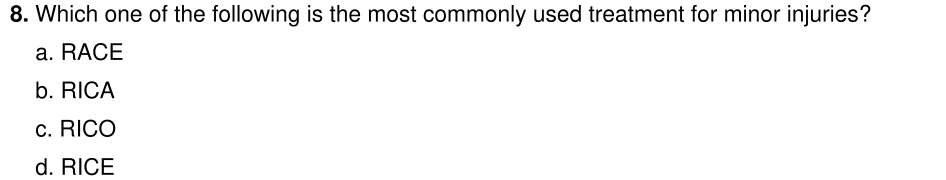 8. Which one of the following is the most commonly used treatment for minor injuries?
a. RACE
b. RICA
c. RICO
d. RICE